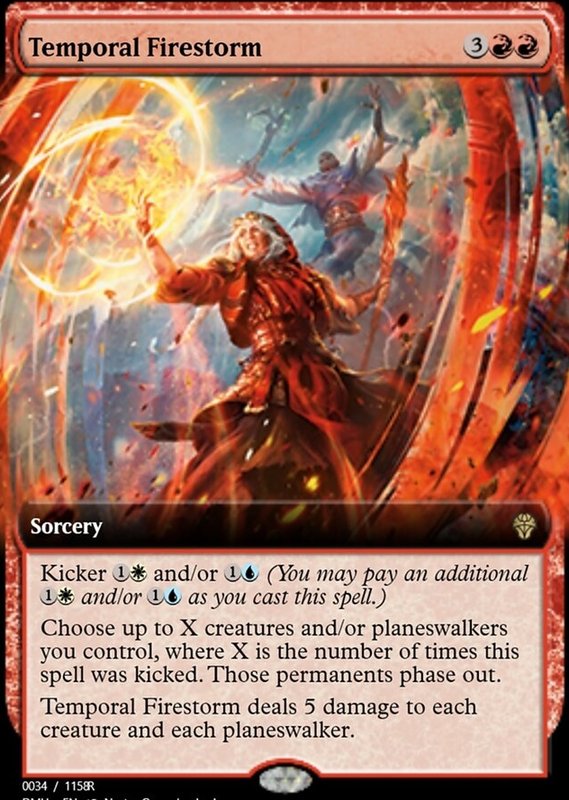 Temporal Firestorm 3
Sorcery
Kicker 1 and/or 1 (You may pay an additional
1 and/or 1 as you cast this spell.)
Choose up to X creatures and/or planeswalkers
you control, where X is the number of times this
spell was kicked. Those permanents phase out.
Temporal Firestorm deals 5 damage to each
creature and each planeswalker.
0034 / 1158R